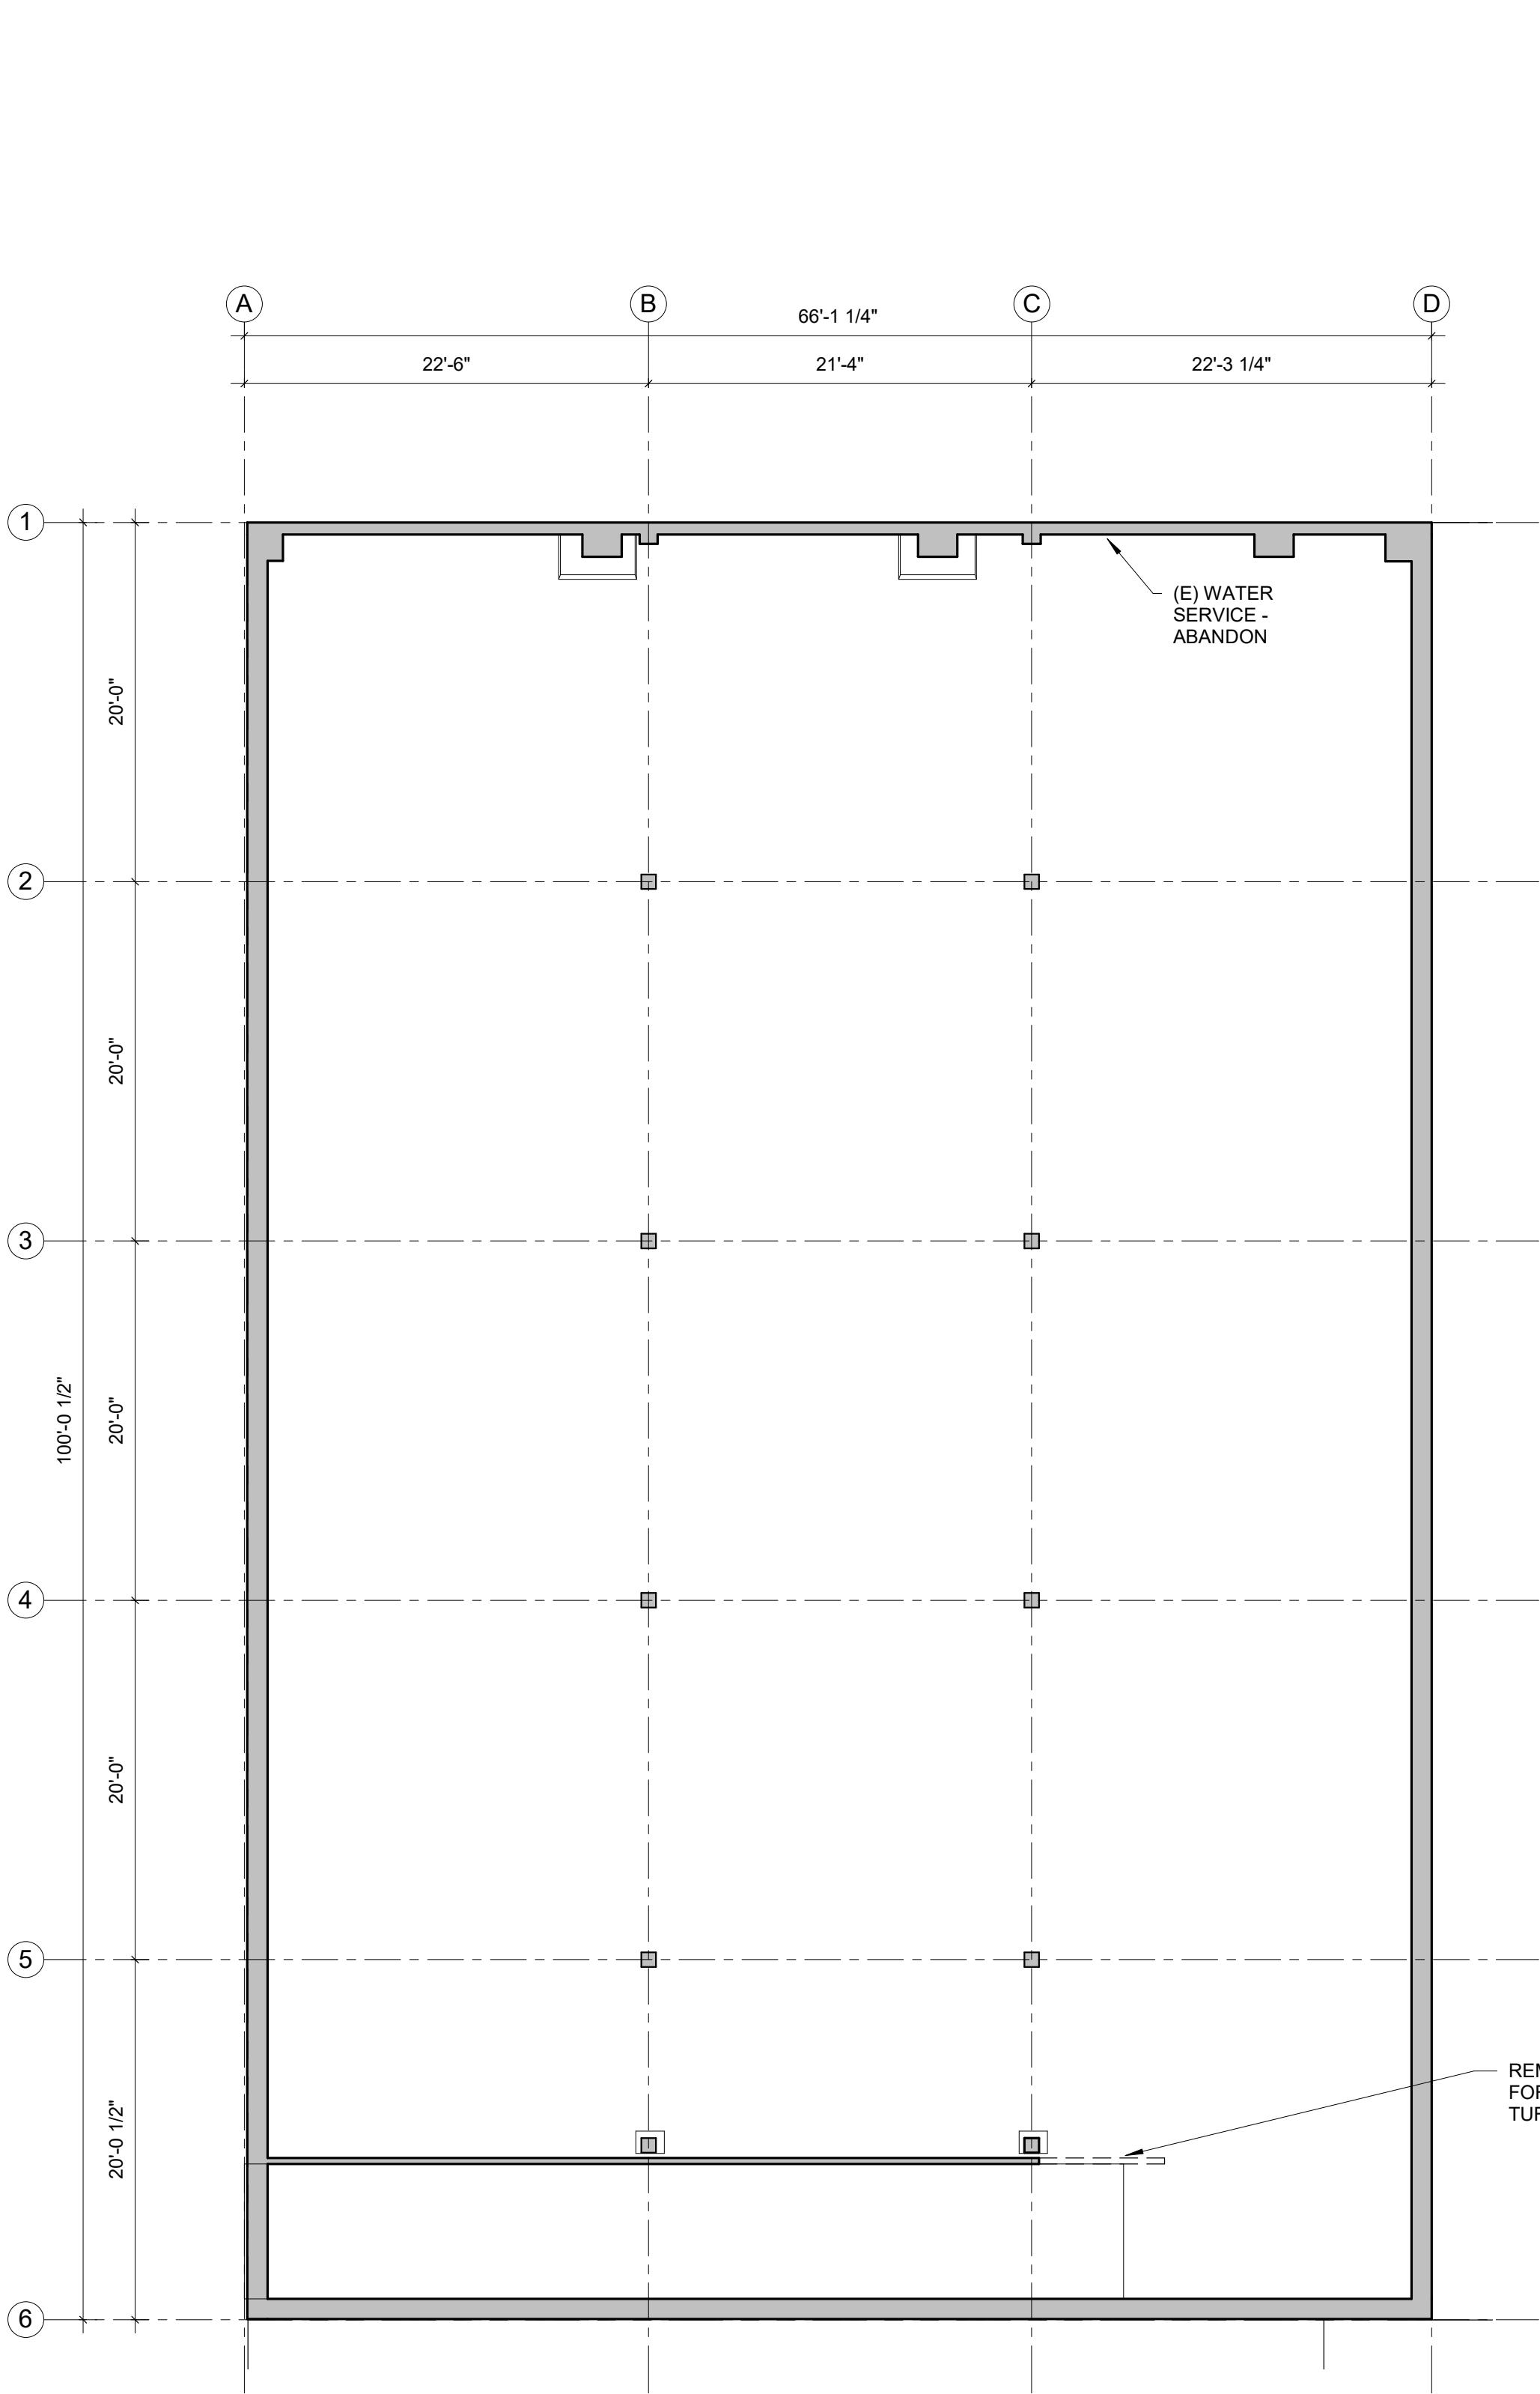 A
B
C
D
66'-1 1/4"
22'-6"
21'-4"
22'-3 1/4"
1
(E) WATER
SERVICE -
ABANDON
20'-0"
2
20'-0"
3
100'-0 1/2"
20'-0"
4
20'-0"
5
20'-0 1/2"
6